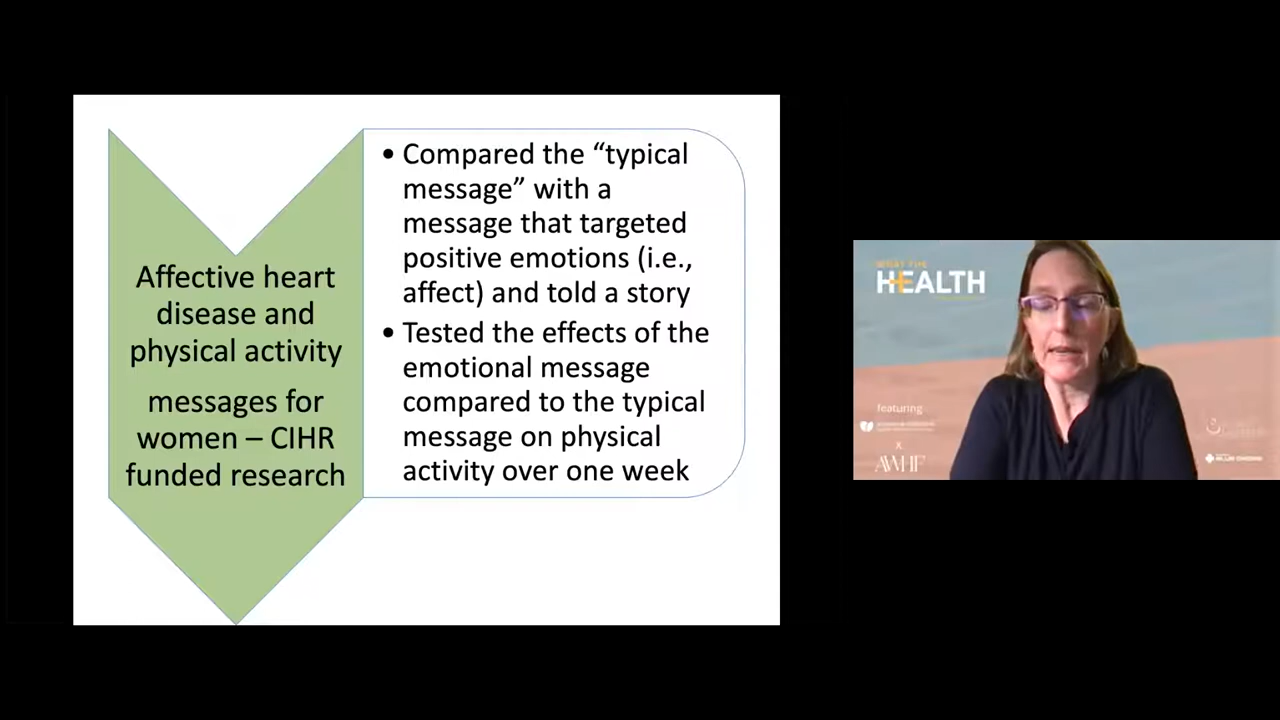 Affective heart
disease and
physical activity
messages for
women – CIHR
funded research
• Compared the “typical
message” with a
message that targeted
positive emotions (i.e.,
affect) and told a story
• Tested the effects of the
emotional message
compared to the typical
message on physical
activity over one week
WHAT THE
HEALTH
featuring
X
AWHF